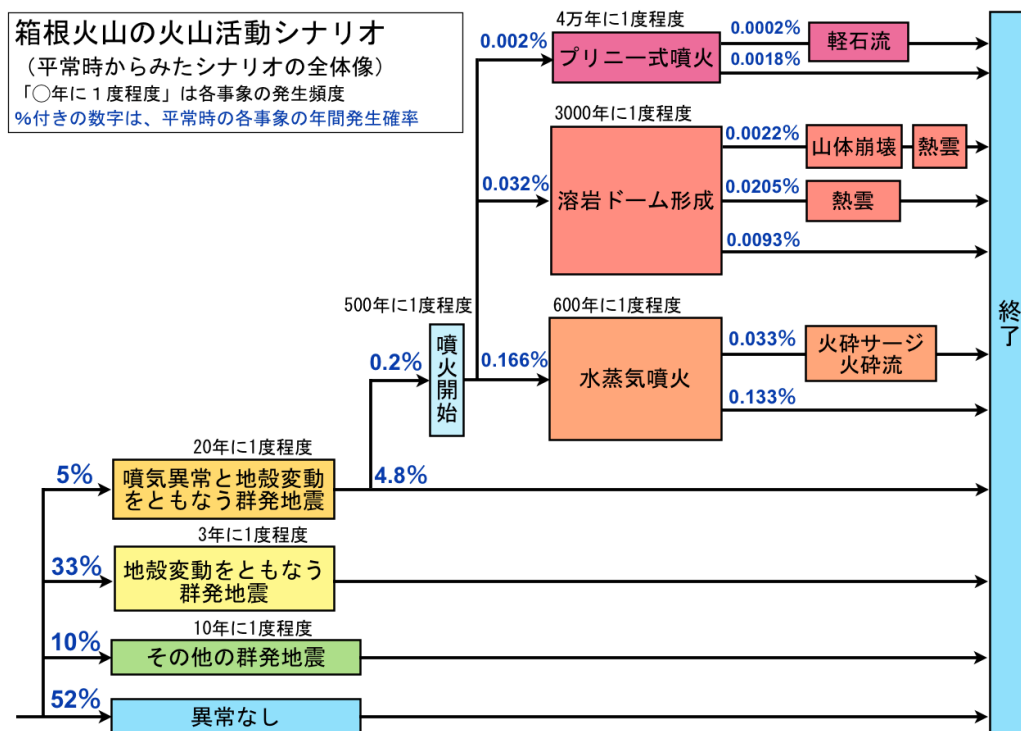 箱根火山の火山活動シナリオ
（平常時からみたシナリオの全体像）
「○年に１度程度」は各事象の発生頻度
%付きの数字は、平常時の各事象の年間発生確率
4万年に1度程度
0.002%
プリニー式噴火
0.0002%
軽石流
0.0018%
3000年に1度程度
0.032%
溶岩ドーム形成
0.0022%
山体崩壊
熱雲
0.0205%
熱雲
0.0093%
500年に1度程度
0.2%
噴火開始
600年に1度程度
0.166%
水蒸気噴火
0.033%
火砕サージ
火砕流
0.133%
20年に1度程度
5%
噴気異常と地殻変動
をともなう群発地震
4.8%
3年に1度程度
33%
地殻変動をともなう
群発地震
10年に1度程度
10%
その他の群発地震
52%
異常なし
終了